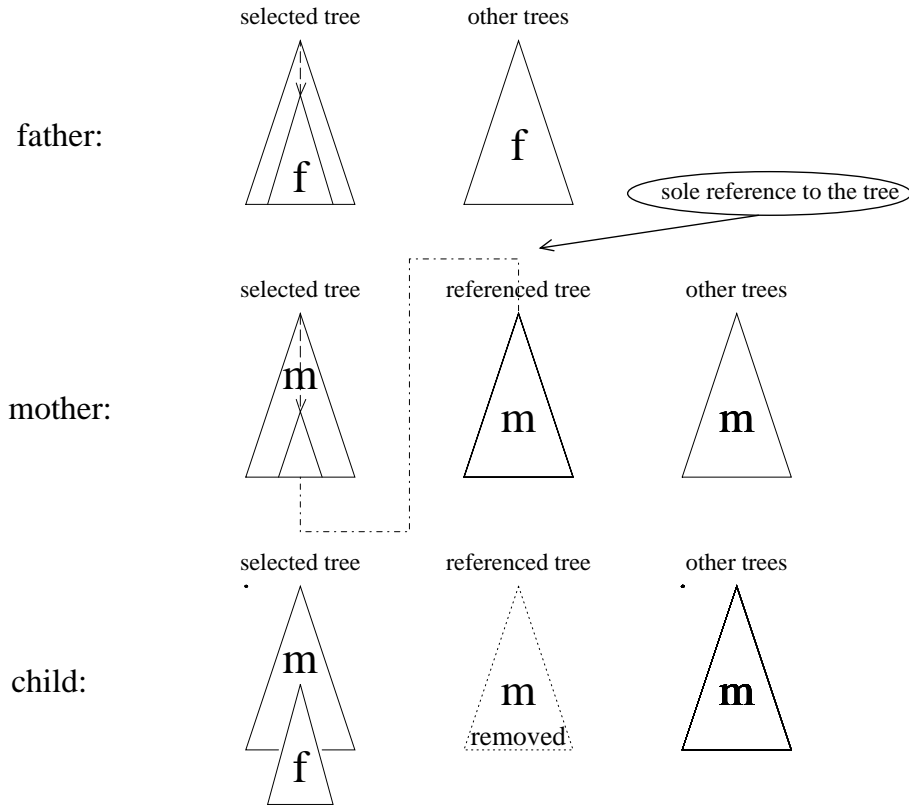 selected tree
other trees
father:
f
f
sole reference to the tree
selected tree
referenced tree
other trees
mother:
m
m
m
selected tree
referenced tree
other trees
child:
m
m
m
removed
f